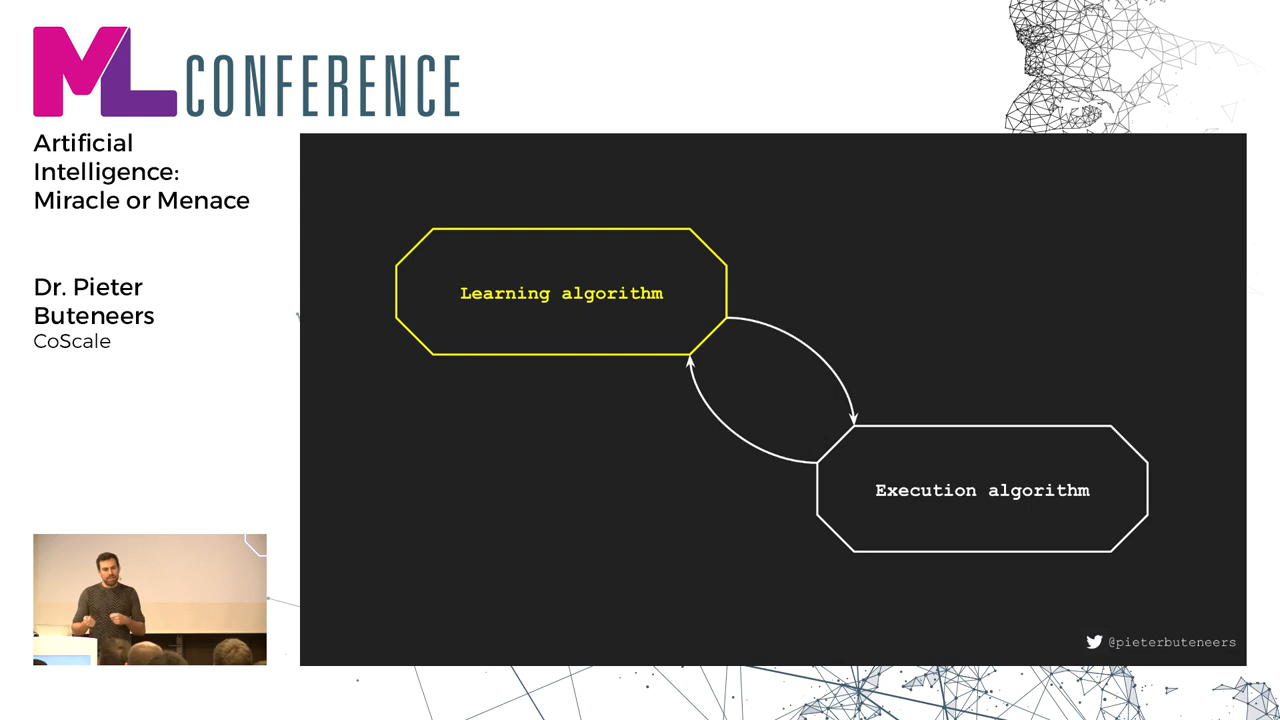 ML CONFERENCE
Artificial
Intelligence:
Miracle or Menace
Dr. Pieter
Buteneers
CoScale
Learning algorithm
Execution algorithm
@pieterbuteneers